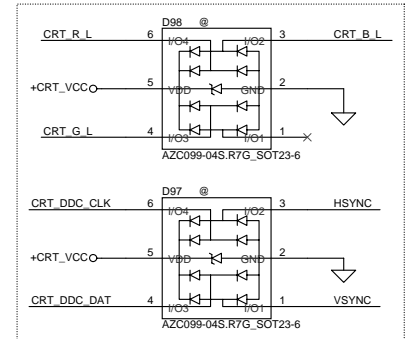 D98 @
CRT_R_L 6 I/O4 I/O2 3 CRT_B_L
+CRT_VCC 5 VDD GND 2
CRT_G_L 4 I/O3 I/O1 1
AZC099-04S.R7G_SOT23-6
D97 @
CRT_DDC_CLK 6 I/O4 I/O2 3 HSYNC
+CRT_VCC 5 VDD GND 2
CRT_DDC_DAT 4 I/O3 I/O1 1 VSYNC
AZC099-04S.R7G_SOT23-6